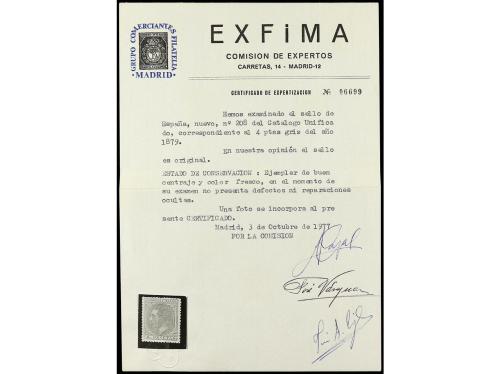 EXFiMA
COMISION DE EXPERTOS
CARRETAS, 14 - MADRID-12
GRUPO COMERCIANTES FILATELIA
MADRID
CERTIFICADO DE EXPERTIZACION Nº 06699
Hemos examinado el sello de
España, nuevo, nº 208 del Catalogo Unifica
do, correspondiente al 4 ptas gris del año
1879.
En nuestra opinión el sello
es original.
ESTADO DE CONSERVACION : Ejemplar de buen
centraje y color fresco, en el momento de
su examen no presenta defectos ni reparaciones
ocultas.
Una foto se incorpora al pre
sente CERTIFICADO.
Madrid, 3 de Octubre de 197
POR LA COMISION